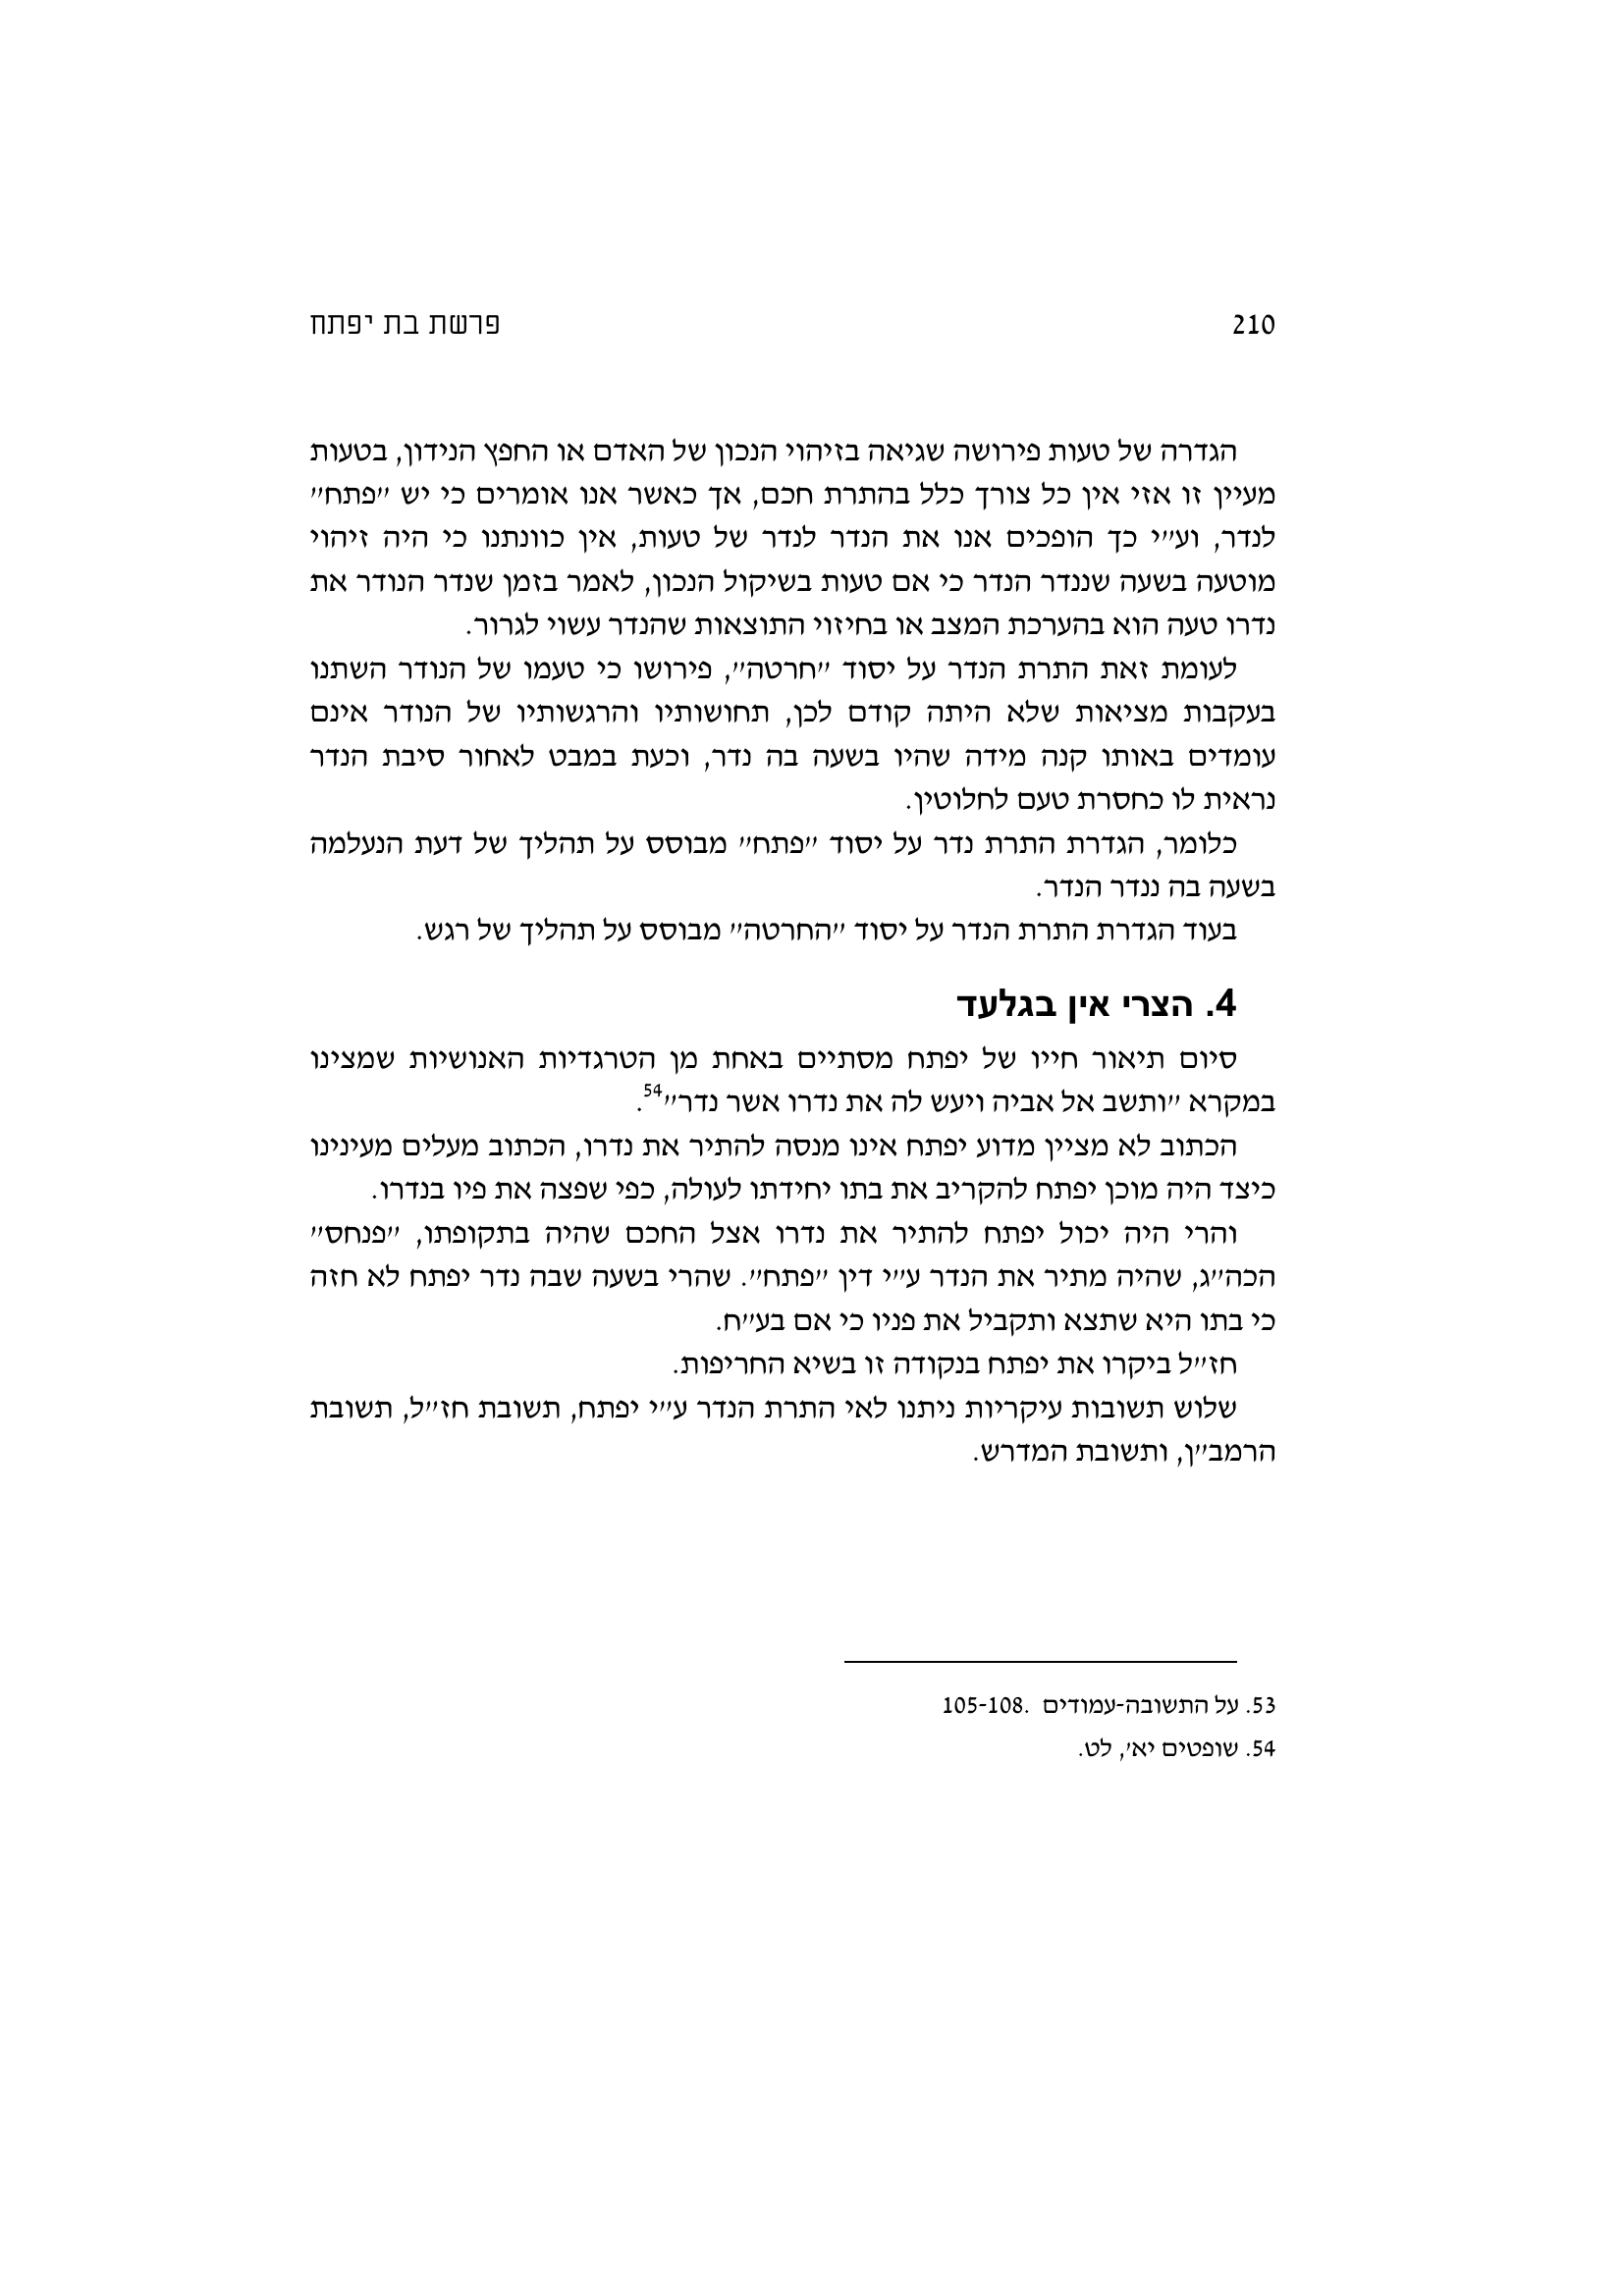 210 פרשת בת יפתח
הגדרה של טעות פירושה שגיאה בזיהוי הנכון של האדם או החפץ הנידון, בטעות
מעיין זו אזי אין כל צורך כלל בהתרת חכם, אך כאשר אנו אומרים כי יש "פתח"
לנדר, וע"י כך הופכים אנו את הנדר לנדר של טעות, אין כוונתנו כי היה זיהוי
מוטעה בשעה שננדר הנדר כי אם טעות בשיקול הנכון, לאמר בזמן שנדר הנודר את
נדרו טעה הוא בהערכת המצב או בחיזוי התוצאות שהנדר עשוי לגרור.
לעומת זאת התרת הנדר על יסוד "חרטה", פירושו כי טעמו של הנודר השתנו
בעקבות מציאות שלא היתה קודם לכן, תחושותיו והרגשותיו של הנודר אינם
עומדים באותו קנה מידה שהיו בשעה בה נדר, וכעת במבט לאחור סיבת הנדר
נראית לו כחסרת טעם לחלוטין.
כלומר, הגדרת התרת נדר על יסוד "פתח" מבוסס על תהליך של דעת הנעלמה
בשעה בה ננדר הנדר.
בעוד הגדרת התרת הנדר על יסוד "החרטה" מבוסס על תהליך של רגש.
4. הצרי אין בגלעד
סיום תיאור חייו של יפתח מסתיים באחת מן הטרגדיות האנושיות שמצינו
במקרא "ותשב אל אביה ויעש לה את נדרו אשר נדר"54.
הכתוב לא מציין מדוע יפתח אינו מנסה להתיר את נדרו, הכתוב מעלים מעינינו
כיצד היה מוכן יפתח להקריב את בתו יחידתו לעולה, כפי שפצה את פיו בנדרו.
והרי היה יכול יפתח להתיר את נדרו אצל החכם שהיה בתקופתו, "פנחס"
הכה"ג, שהיה מתיר את הנדר ע"י דין "פתח". שהרי בשעה שבה נדר יפתח לא חזה
כי בתו היא שתצא ותקביל את פניו כי אם בע"ח.
חז"ל ביקרו את יפתח בנקודה זו בשיא החריפות.
שלוש תשובות עיקריות ניתנו לאי התרת הנדר ע"י יפתח, תשובת חז"ל, תשובת
הרמב"ן, ותשובת המדרש.
53. על התשובה-עמודים .105-108
54. שופטים יא', לט.